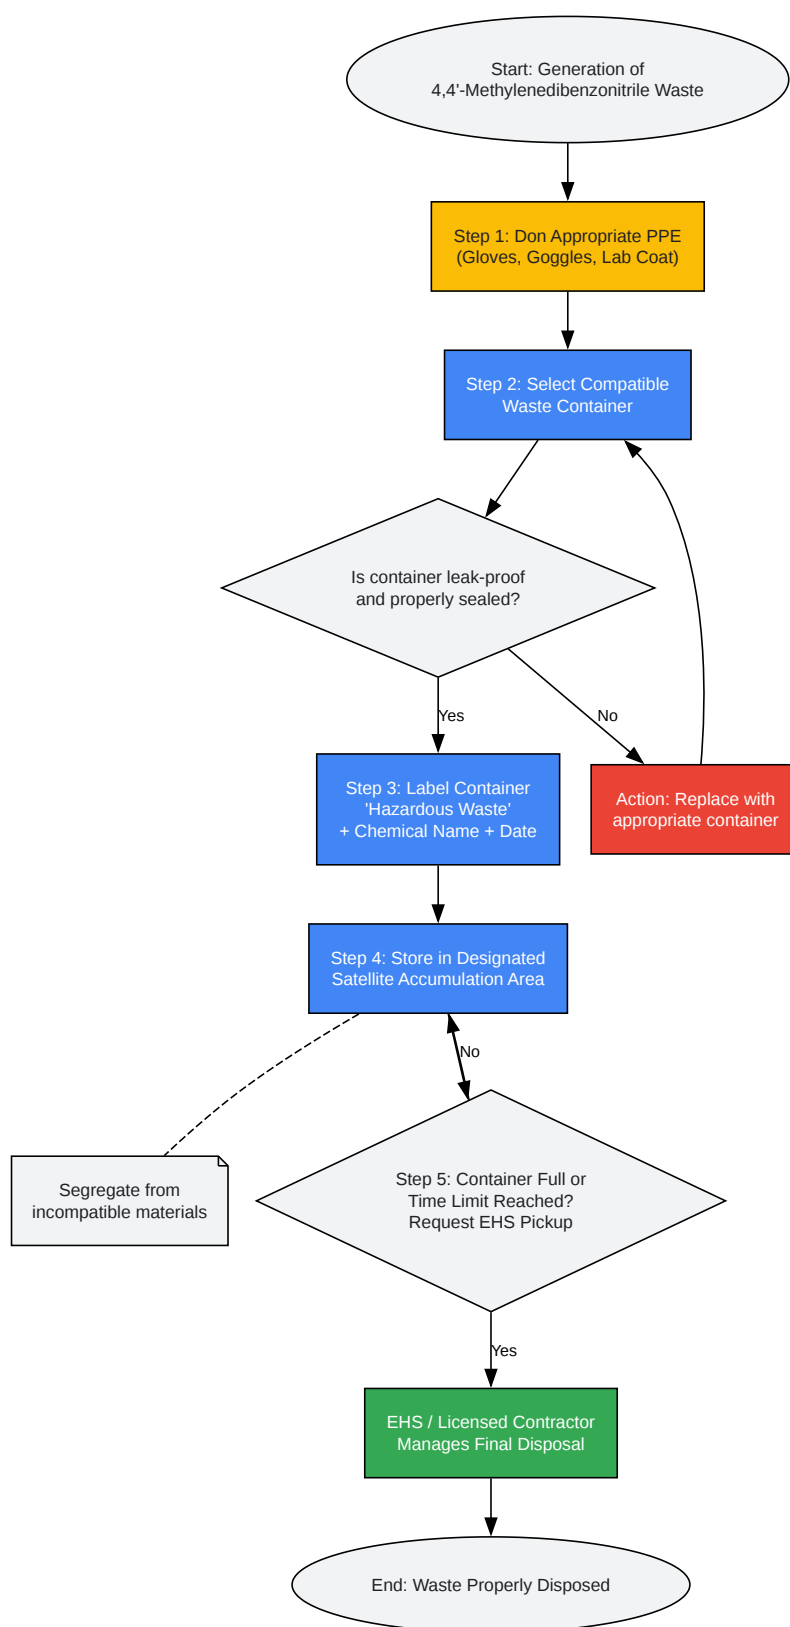 Start: Generation of
4,4'-Methylenedibenzonitrile Waste
Step 1: Don Appropriate PPE
(Gloves, Goggles, Lab Coat)
Step 2: Select Compatible
Waste Container
Is container leak-proof
and properly sealed?
Yes
No
Step 3: Label Container
'Hazardous Waste'
+ Chemical Name + Date
Action: Replace with
appropriate container
Step 4: Store in Designated
Satellite Accumulation Area
No
Segregate from
incompatible materials
Step 5: Container Full or
Time Limit Reached?
Request EHS Pickup
Yes
EHS / Licensed Contractor
Manages Final Disposal
End: Waste Properly Disposed